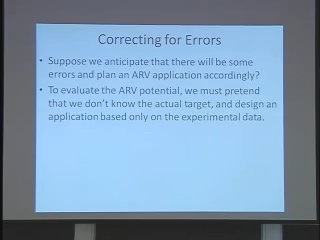 Correcting for Errors
• Suppose we anticipate that there will be some
errors and plan an ARV application accordingly?
• To evaluate the ARV potential, we must pretend
that we don't know the actual target, and design an
application based only on the experimental data.